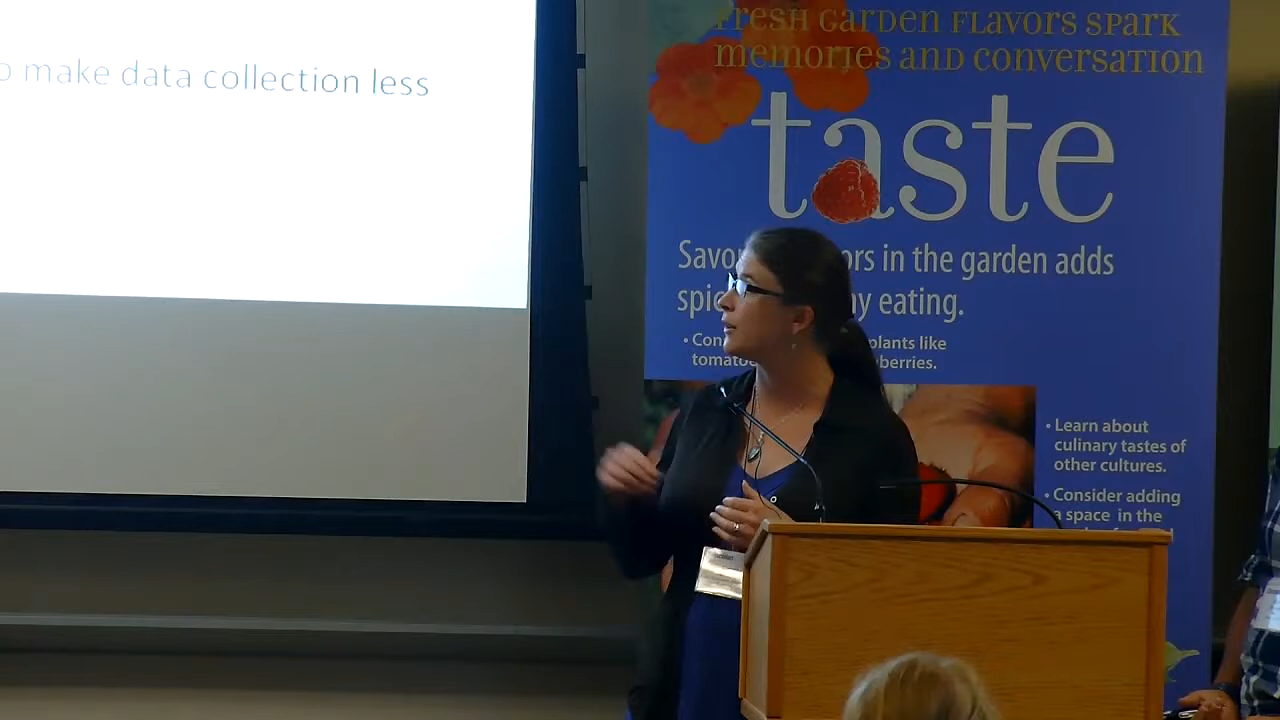 make data collection less
Fresh Garden Flavors Spark
memories and conversation
taste
Savo ors in the garden adds
spic y eating.
• Con plants like
tomato berries.
• Learn about
culinary tastes of
other cultures.
• Consider adding
a space in the